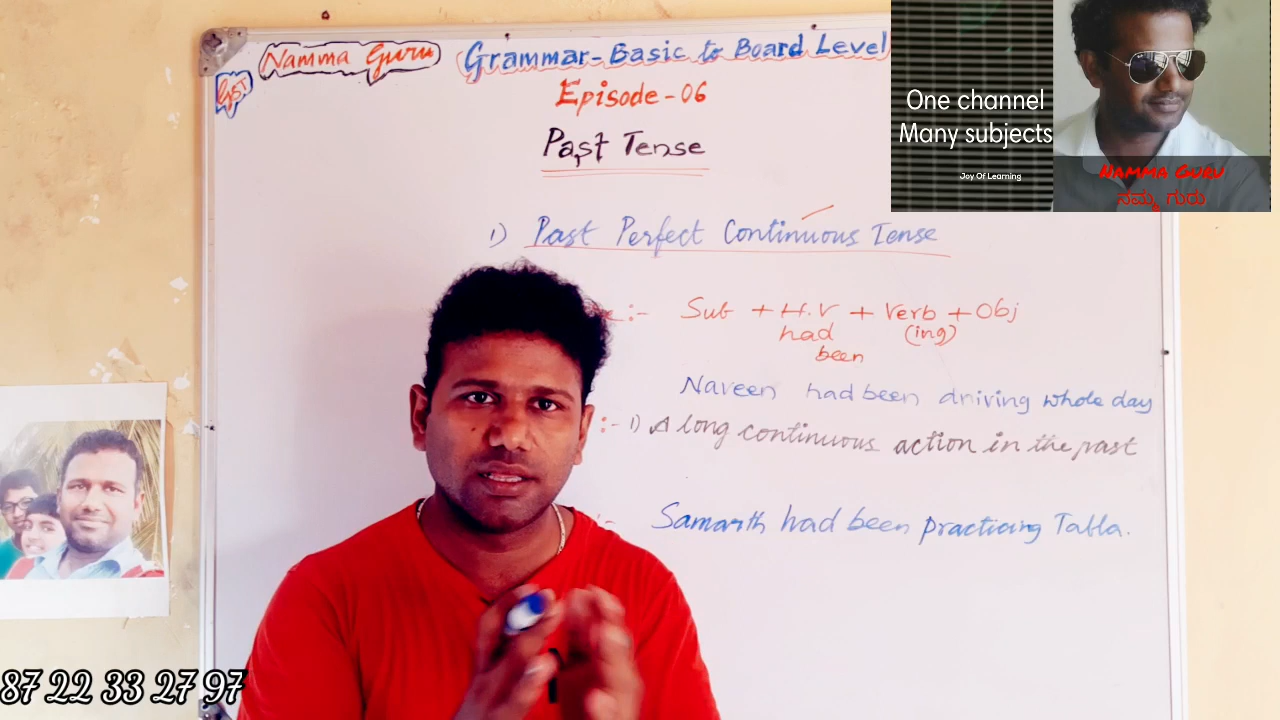 Namma Guru
Grammar-Basic to Board Level
Episode-06
Past Tense
One channel
Many subjects
Joy Of Learning
Namma Guru
ನಮ್ಮ ಗುರು
1) Past Perfect Continuous Tense
:- Sub + H.V + Verb + Obj
had (ing)
been
Naveen had been driving whole day
:- 1) A long continuous action in the past
:- Samarth had been practicing Tabla.
87 22 33 27 97